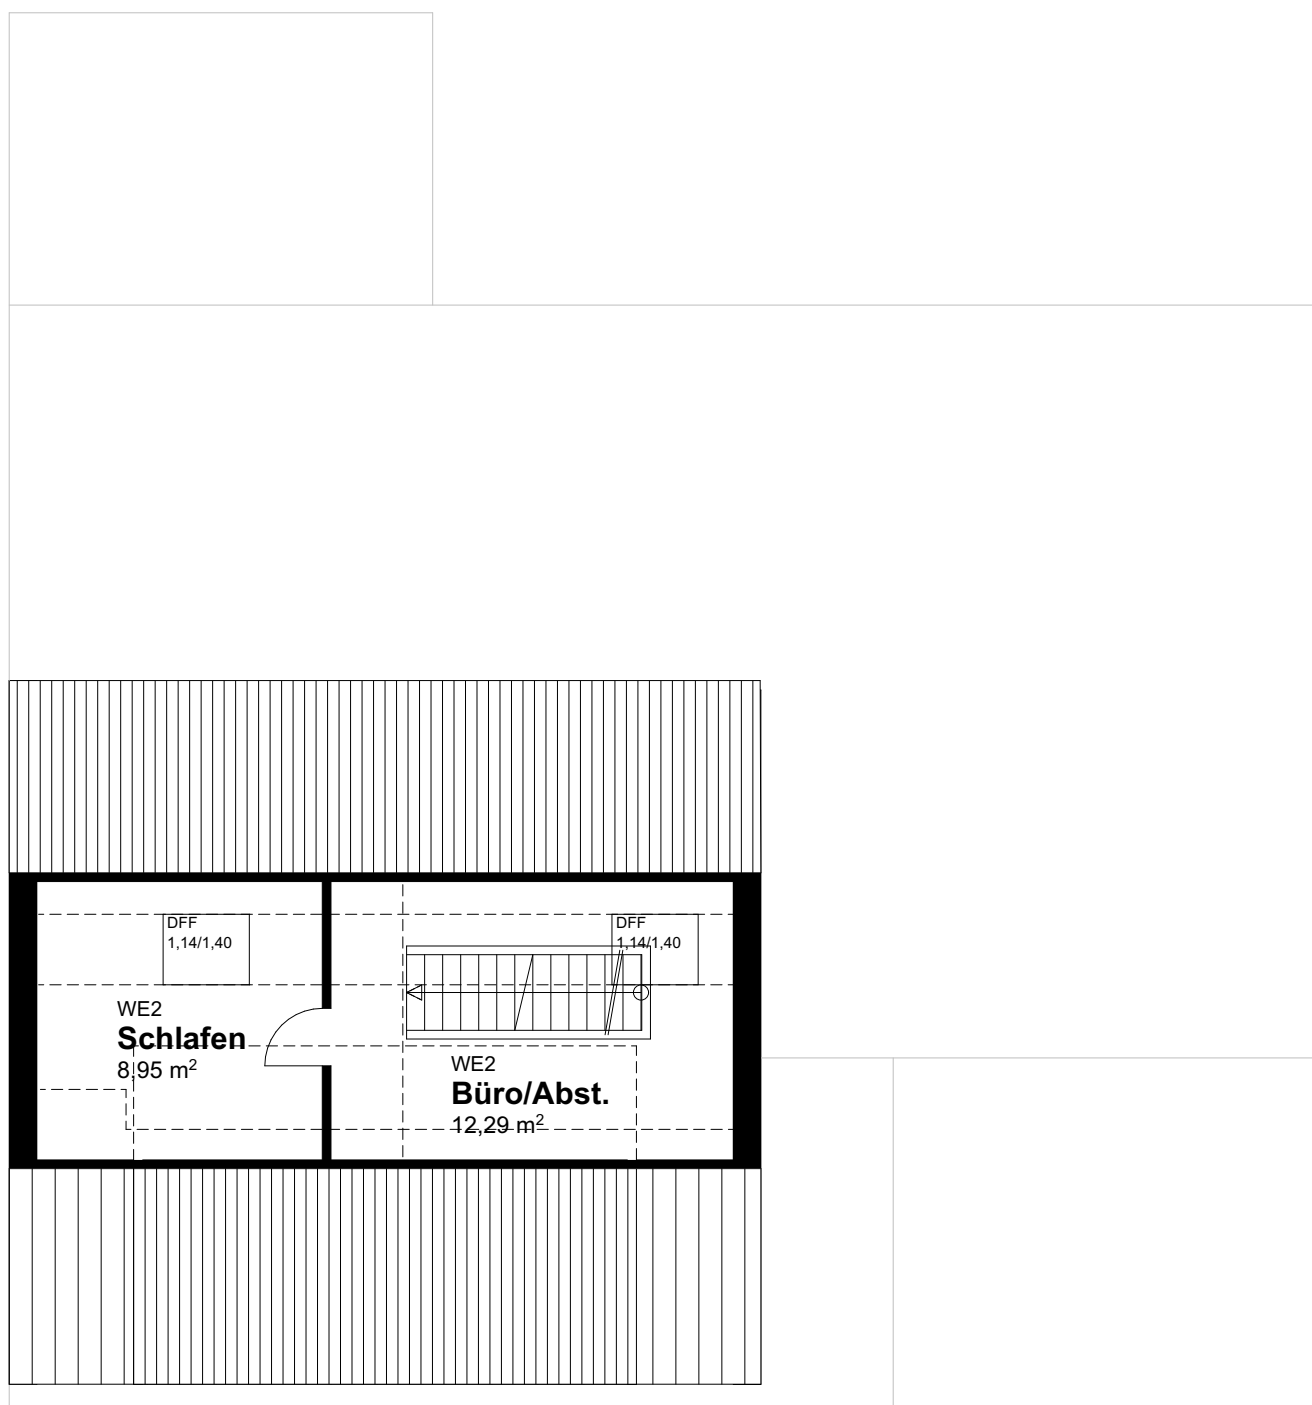 DFF
1,14/1,40
DFF
1,14/1,40
WE2
Schlafen
8,95 m²
WE2
Büro/Abst.
12,29 m²